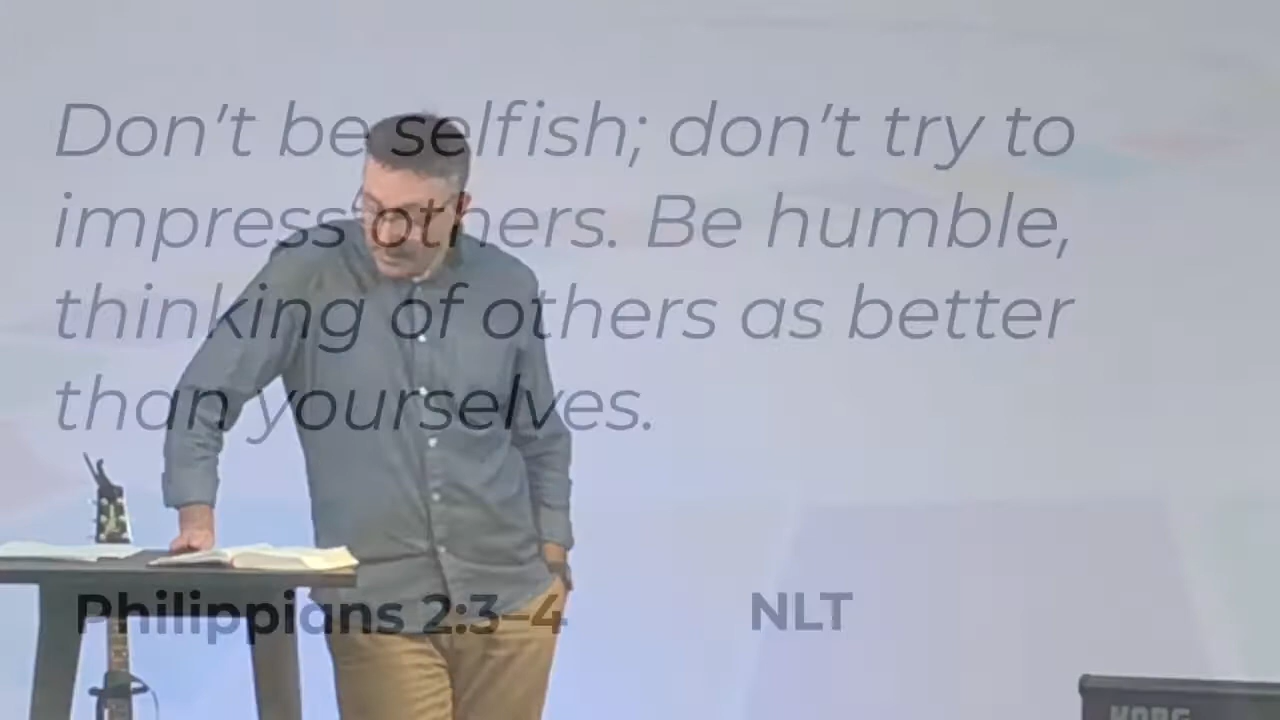 Don't be selfish; don't try to
impress others. Be humble,
thinking of others as better
than yourselves.
Philippians 2:3–4 NLT